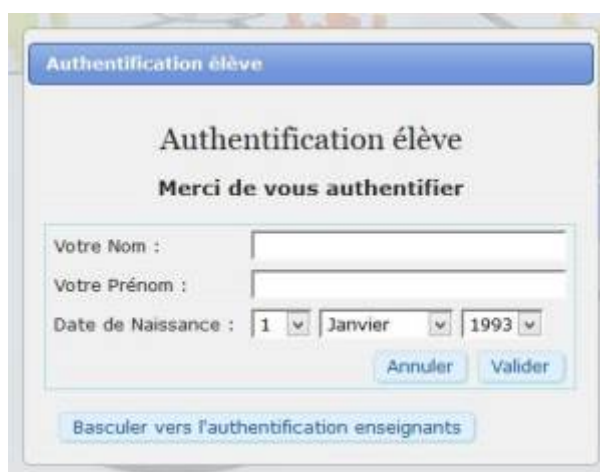 Authentification élève
Authentification élève
Merci de vous authentifier
Votre Nom :
Votre Prénom :
Date de Naissance : 1 Janvier 1993
Annuler Valider
Basculer vers l'authentification enseignants